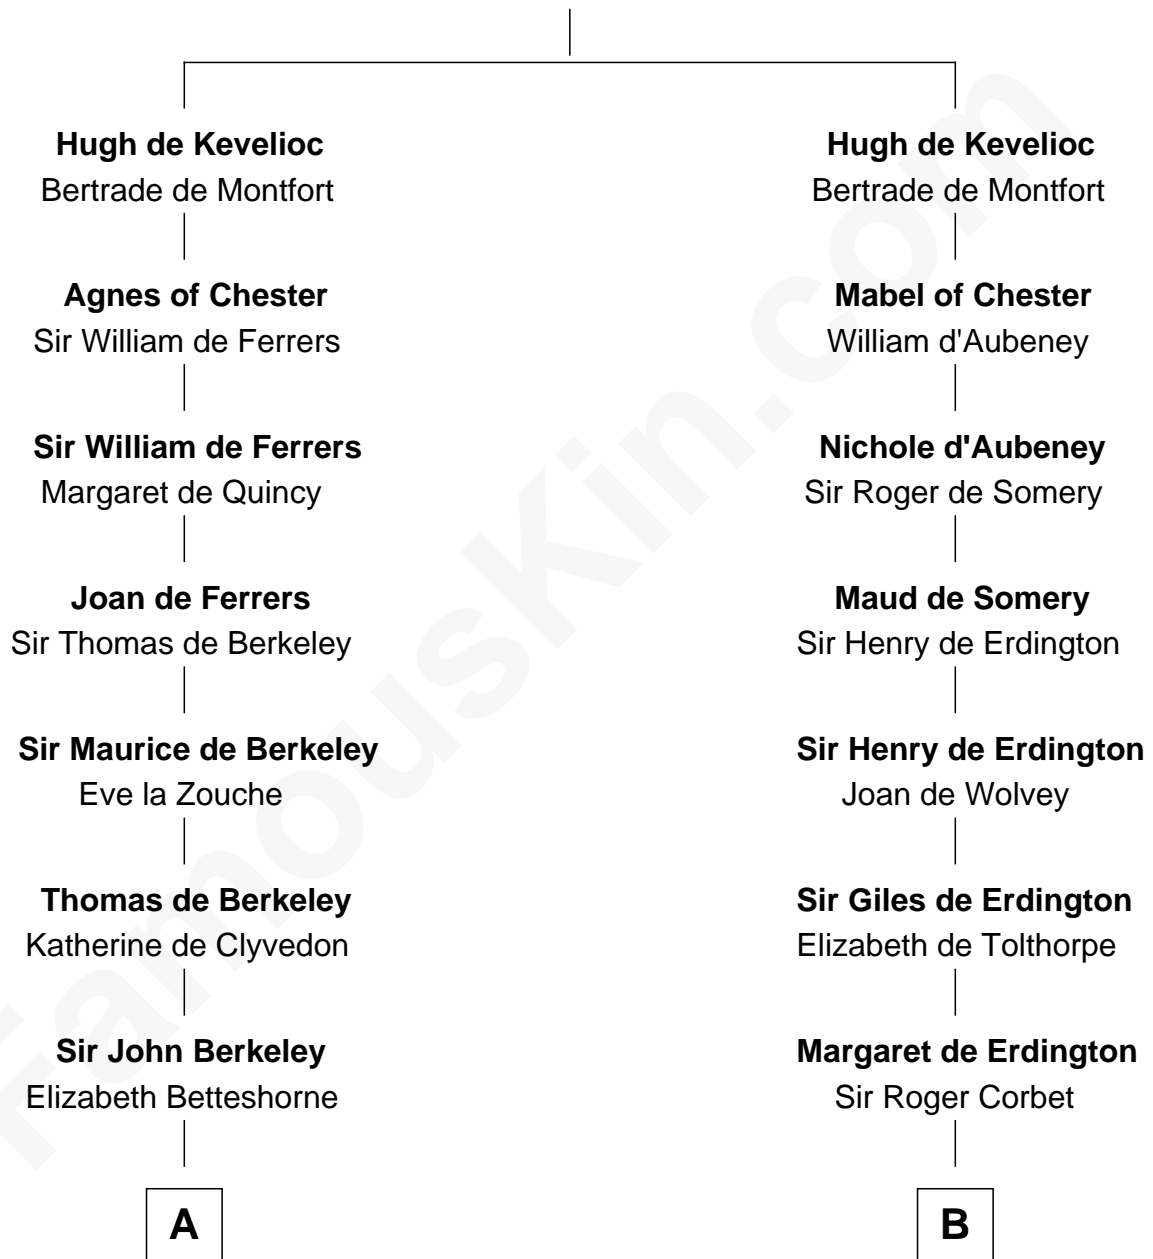 Hugh de Kevelioc
Bertrade de Montfort
Agnes of Chester
Sir William de Ferrers
Sir William de Ferrers
Margaret de Quincy
Joan de Ferrers
Sir Thomas de Berkeley
Sir Maurice de Berkeley
Eve la Zouche
Thomas de Berkeley
Katherine de Clyvedon
Sir John Berkeley
Elizabeth Betteshorne
A
Hugh de Kevelioc
Bertrade de Montfort
Mabel of Chester
William d'Aubeney
Nichole d'Aubeney
Sir Roger de Somery
Maud de Somery
Sir Henry de Erdington
Sir Henry de Erdington
Joan de Wolvey
Sir Giles de Erdington
Elizabeth de Tolthorpe
Margaret de Erdington
Sir Roger Corbet
B
FamousKin.com